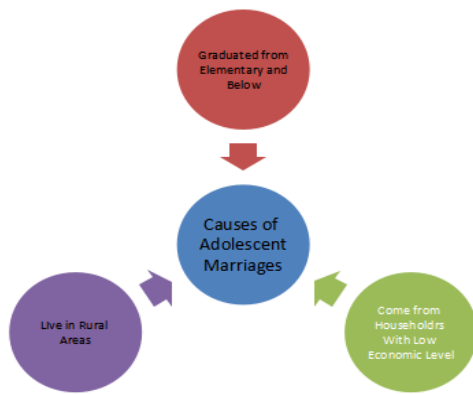 Graduated from
Elementary and
Below
Causes of
Adolescent
Marriages
LIve in Rural
Areas
Come from
Householdrs
With Low
Economic Level